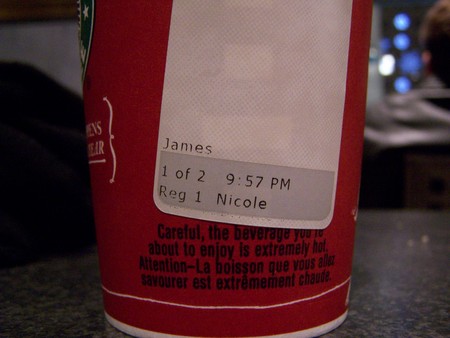 James
1 of 2 9:57 PM
Reg 1 Nicole
Careful, the beverage you're
about to enjoy is extremely hot.
Attention–La boisson que vous allez
savourer est extrêmement chaude.